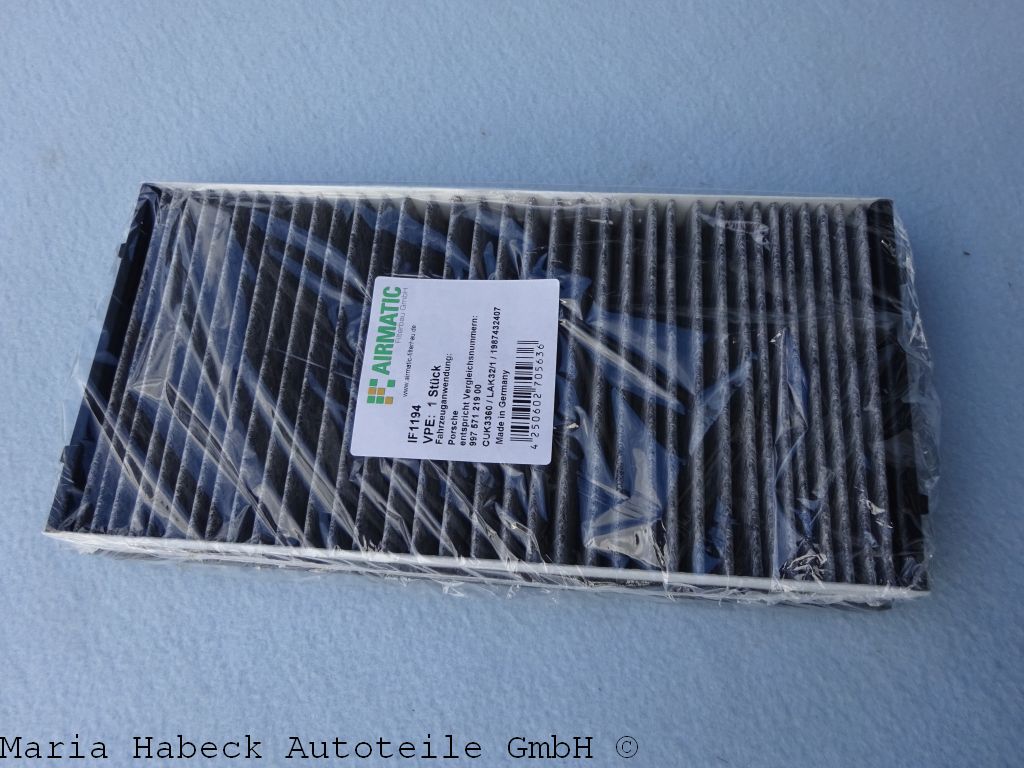 AIRMATIC
Filterbau GmbH
www.airmatic-filterbau.de
IF1194
VPE: 1 Stück
Fahrzeuganwendung:
Porsche
entspricht Vergleichsnummern:
997 571 219 00
CUK3360 / LAK32/1 / 1987432407
Made in Germany
4 250602 705636
Maria Habeck Autoteile GmbH ©